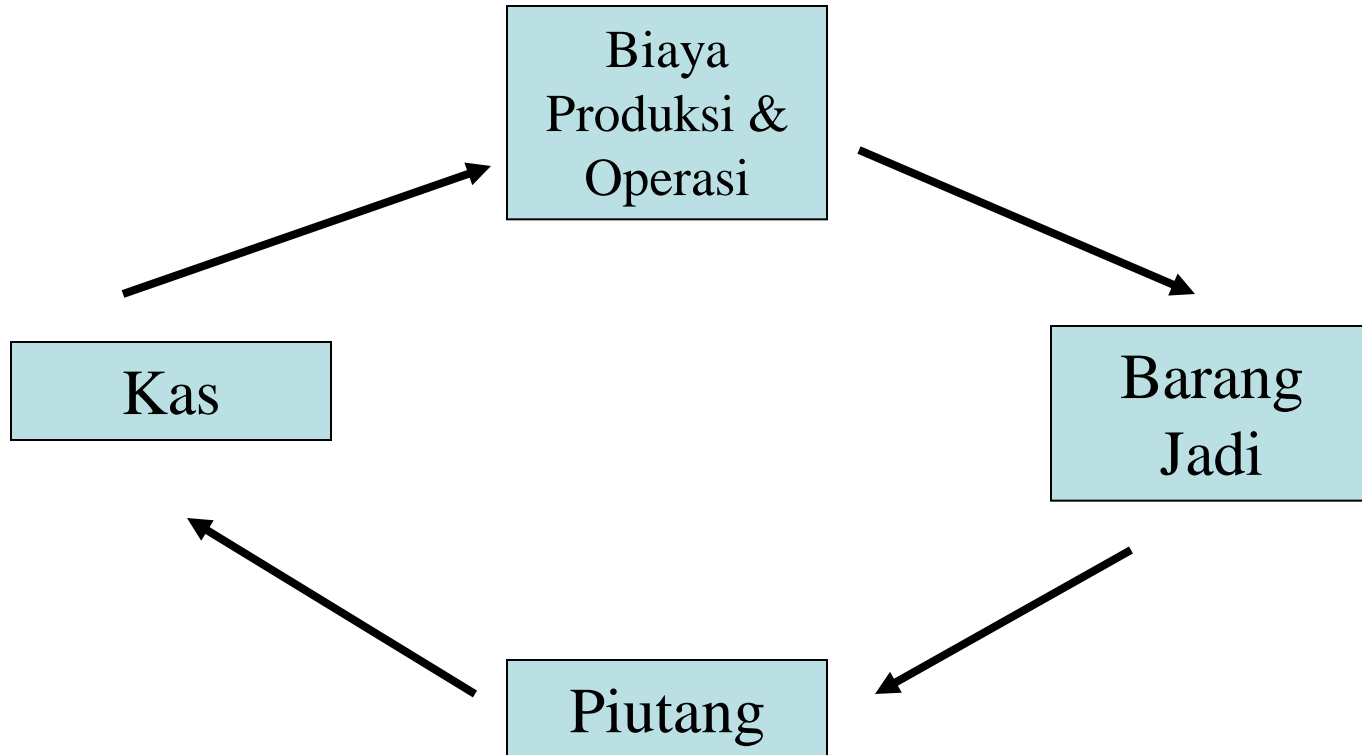 Biaya
Produksi &
Operasi
Kas
Barang
Jadi
Piutang